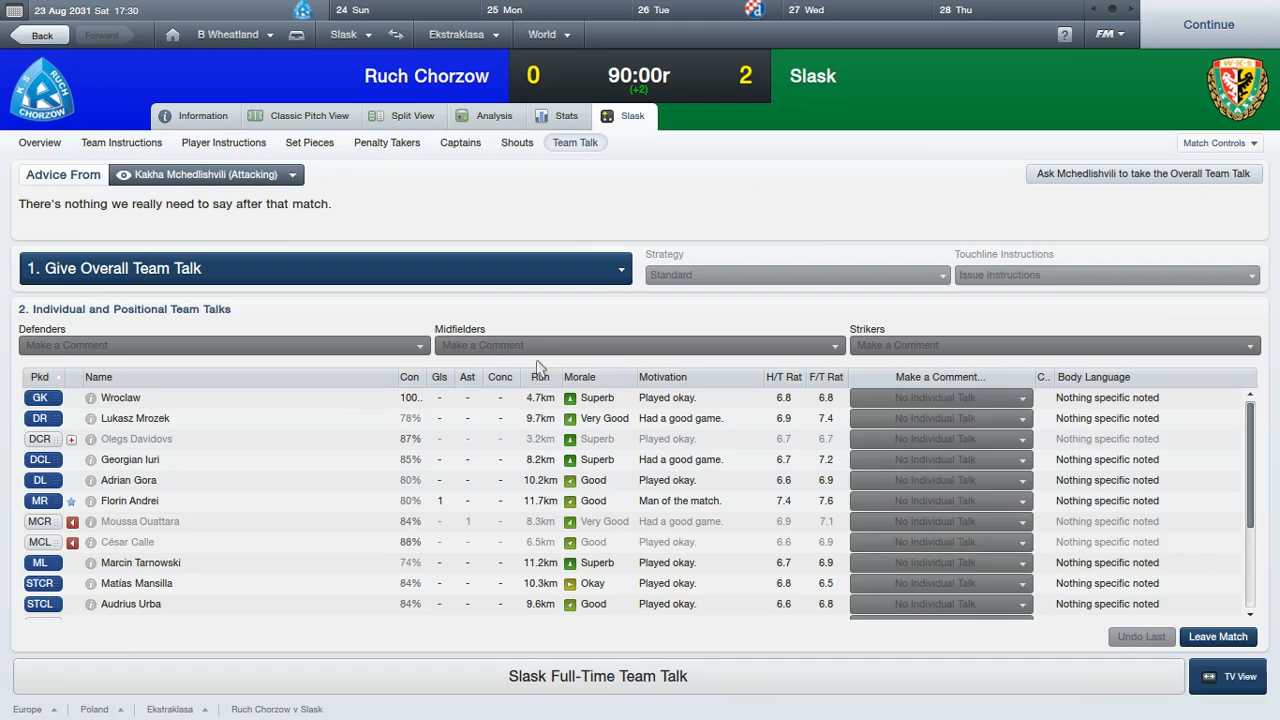 23 Aug 2031 Sat 17:30 24 Sun 25 Mon 26 Tue 27 Wed 28 Thu
Back Forward B Wheatland Slask Ekstraklasa World ? FM Continue
Ruch Chorzow 0 90:00r (+2) 2 Slask
Information Classic Pitch View Split View Analysis Stats Slask
Overview Team Instructions Player Instructions Set Pieces Penalty Takers Captains Shouts Team Talk Match Controls
Advice From Kakha Mchedlishvili (Attacking) Ask Mchedlishvili to take the Overall Team Talk
There's nothing we really need to say after that match.
Strategy Touchline Instructions
1. Give Overall Team Talk Standard Issue Instructions
2. Individual and Positional Team Talks
Defenders Midfielders Strikers
Make a Comment Make a Comment Make a Comment
Pkd Name Con Gls Ast Conc Run Morale Motivation H/T Rat F/T Rat Make a Comment... C.. Body Language
GK Wroclaw 100.. - - - 4.7km Superb Played okay. 6.8 6.8 No Individual Talk Nothing specific noted
DR Lukasz Mrozek 78% - - - 9.7km Very Good Had a good game. 6.9 7.4 No Individual Talk Nothing specific noted
DCR Olegs Davidovs 87% - - - 3.2km Superb Played okay. 6.7 6.7 No Individual Talk Nothing specific noted
DCL Georgian Iuri 85% - - - 8.2km Superb Had a good game. 6.7 7.2 No Individual Talk Nothing specific noted
DL Adrian Gora 80% - - - 10.2km Good Played okay. 6.6 6.9 No Individual Talk Nothing specific noted
MR Florin Andrei 80% 1 - - 11.7km Good Man of the match. 7.4 7.6 No Individual Talk Nothing specific noted
MCR Moussa Ouattara 84% - 1 - 8.3km Very Good Had a good game. 6.9 7.1 No Individual Talk Nothing specific noted
MCL César Calle 88% - - - 6.5km Good Played okay. 6.6 6.6 No Individual Talk Nothing specific noted
ML Marcin Tarnowski 74% - - - 11.2km Superb Played okay. 6.7 6.9 No Individual Talk Nothing specific noted
STCR Matías Mansilla 84% - - - 10.3km Okay Played okay. 6.8 6.5 No Individual Talk Nothing specific noted
STCL Audrius Urba 84% - - - 9.6km Good Played okay. 6.6 6.8 No Individual Talk Nothing specific noted
Undo Last Leave Match
Slask Full-Time Team Talk TV View
Europe Poland Ekstraklasa Ruch Chorzow v Slask